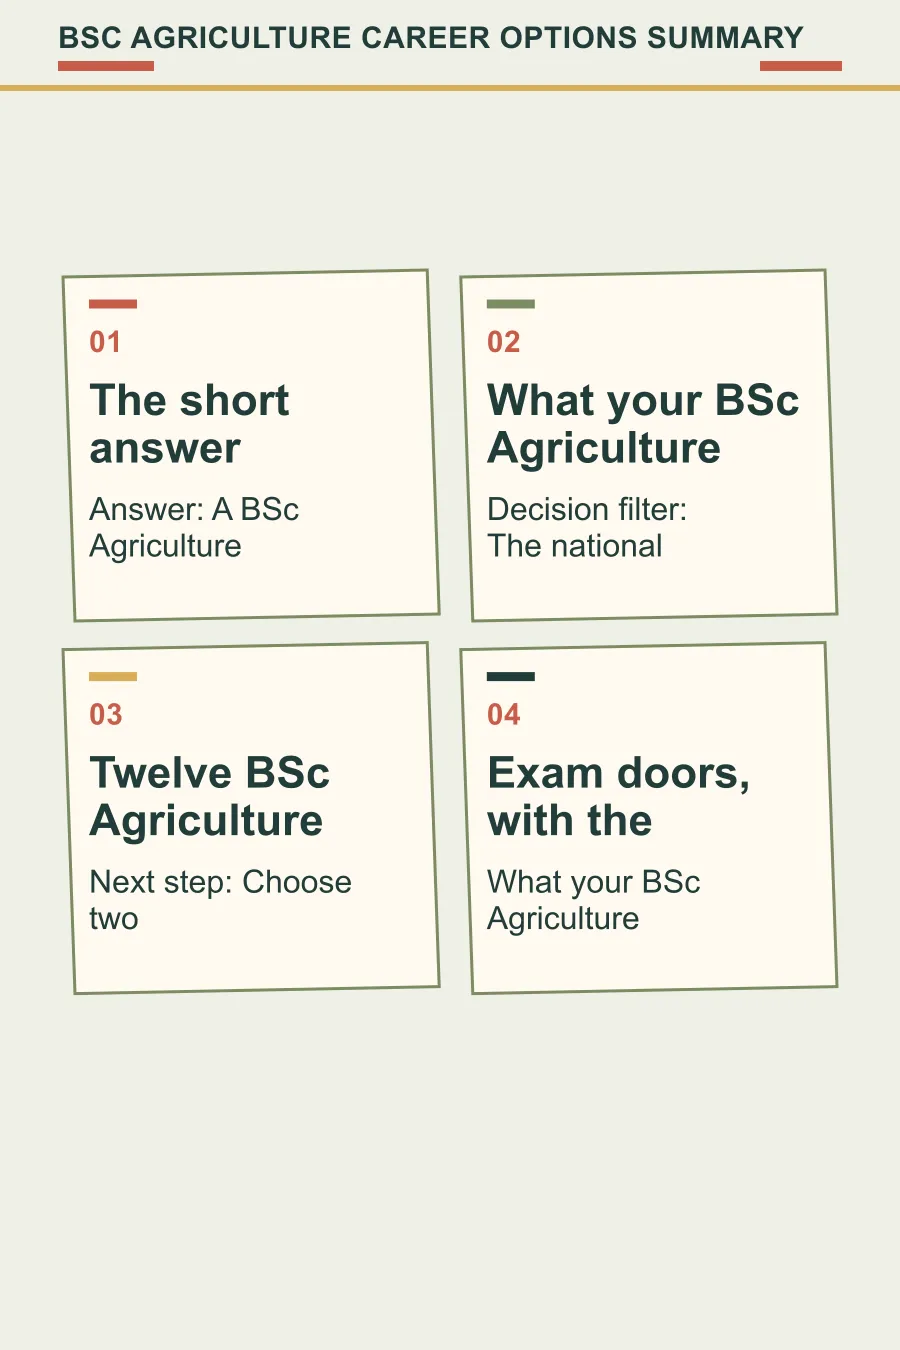 BSC AGRICULTURE CAREER OPTIONS SUMMARY
01
The short
answer
Answer: A BSc
Agriculture
02
What your BSc
Agriculture
Decision filter:
The national
03
Twelve BSc
Agriculture
Next step: Choose
two
04
Exam doors,
with the
What your BSc
Agriculture